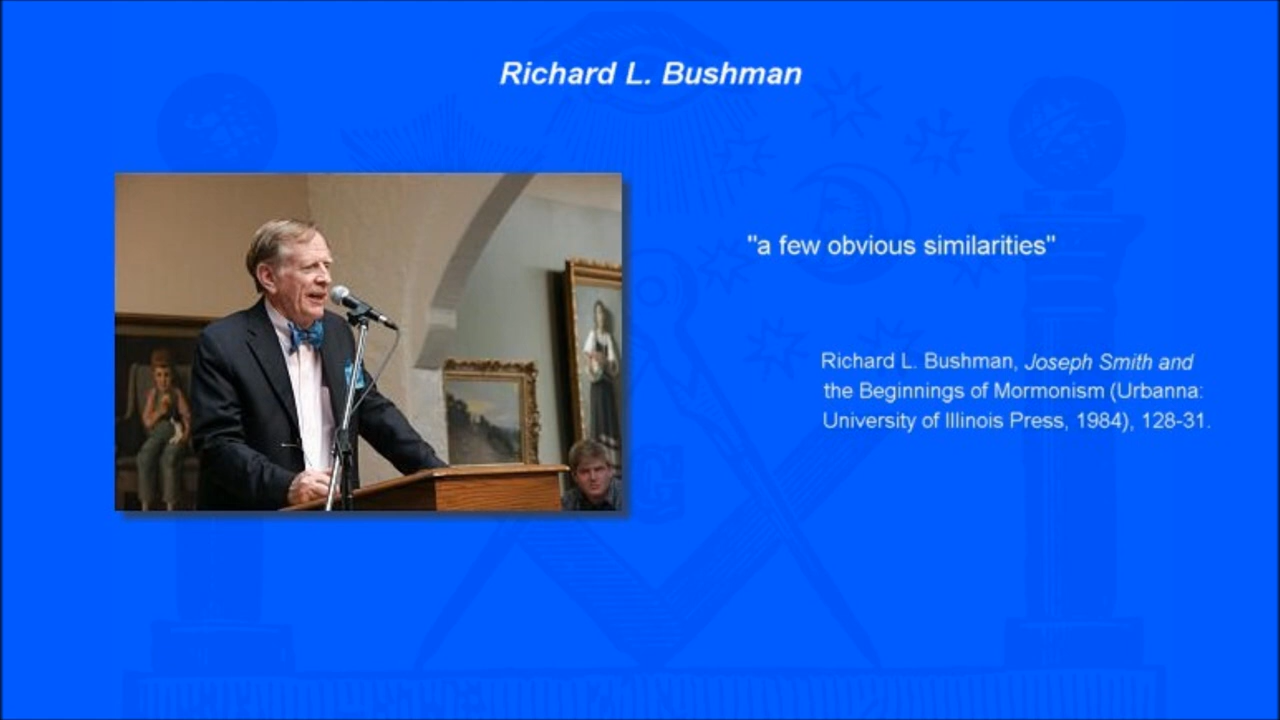 Richard L. Bushman
"a few obvious similarities"
Richard L. Bushman, Joseph Smith and
the Beginnings of Mormonism (Urbanna:
University of Illinois Press, 1984), 128-31.
G